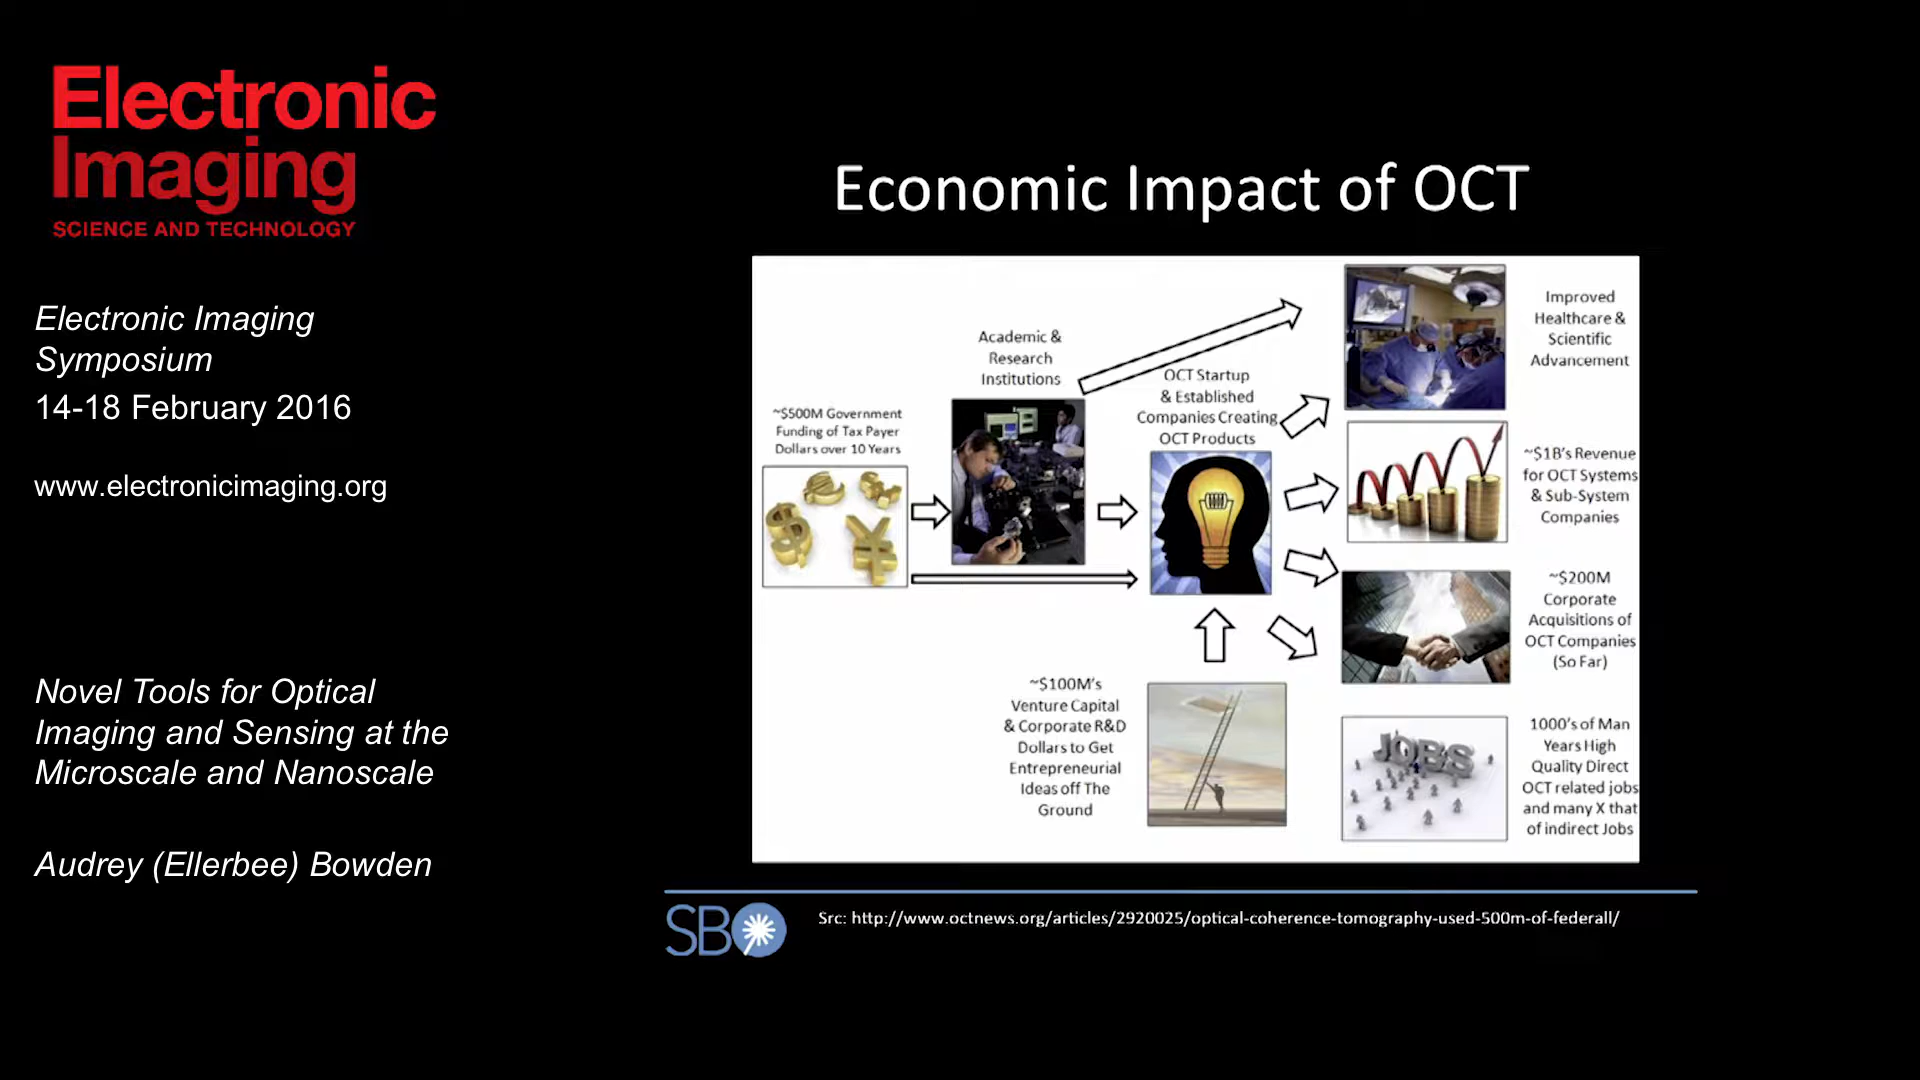 Electronic
Imaging
SCIENCE AND TECHNOLOGY
Electronic Imaging
Symposium
14-18 February 2016
www.electronicimaging.org
Novel Tools for Optical
Imaging and Sensing at the
Microscale and Nanoscale
Audrey (Ellerbee) Bowden
Economic Impact of OCT
~$500M Government
Funding of Tax Payer
Dollars over 10 Years
Academic &
Research
Institutions
OCT Startup
& Established
Companies Creating
OCT Products
~$100M's
Venture Capital
& Corporate R&D
Dollars to Get
Entrepreneurial
Ideas off The
Ground
Improved
Healthcare &
Scientific
Advancement
~$1B's Revenue
for OCT Systems
& Sub-System
Companies
~$200M
Corporate
Acquisitions of
OCT Companies
(So Far)
JOBS
1000's of Man
Years High
Quality Direct
OCT related jobs
and many X that
of indirect Jobs
SBO
Src: http://www.octnews.org/articles/2920025/optical-coherence-tomography-used-500m-of-federall/